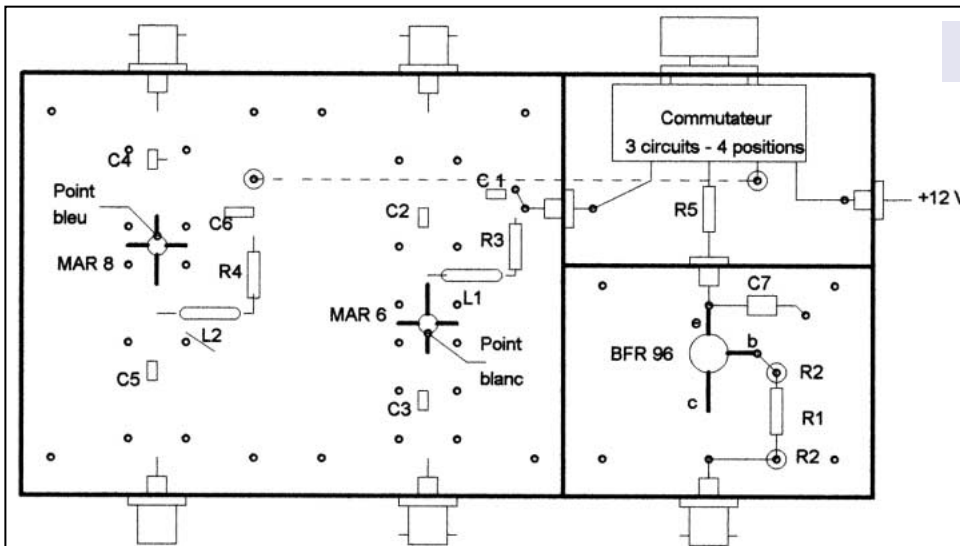 Commutateur
3 circuits - 4 positions
C4
Point
bleu
C 1
C2
C6
R5
+12 V
R3
MAR 8
R4
C7
L1
e
L2
MAR 6
Point
blanc
BFR 96
b
R2
C5
C3
c
R1
R2